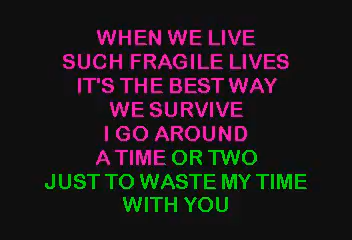 WHEN WE LIVE
SUCH FRAGILE LIVES
IT'S THE BEST WAY
WE SURVIVE
I GO AROUND
A TIME OR TWO
JUST TO WASTE MY TIME
WITH YOU